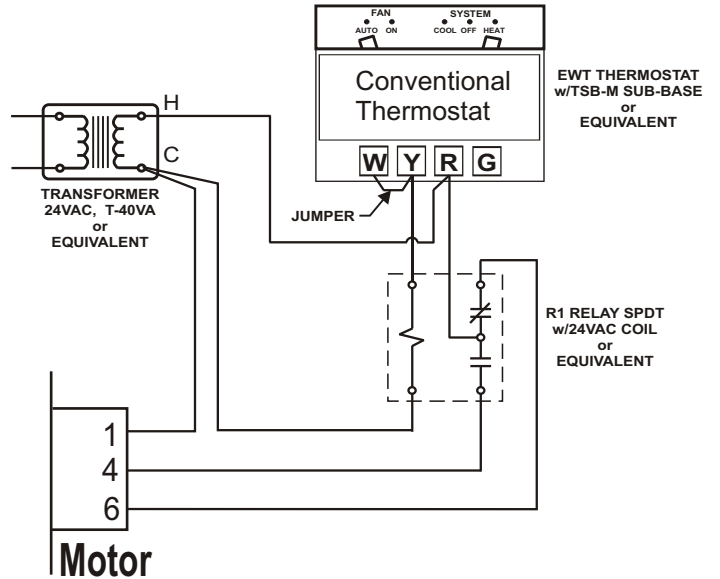 FAN
SYSTEM
AUTO ON
COOL OFF HEAT
Conventional
Thermostat
W Y R G
EWT THERMOSTAT
w/TSB-M SUB-BASE
or
EQUIVALENT
H
C
TRANSFORMER
24VAC, T-40VA
or
EQUIVALENT
JUMPER
R1 RELAY SPDT
w/24VAC COIL
or
EQUIVALENT
1
4
6
Motor